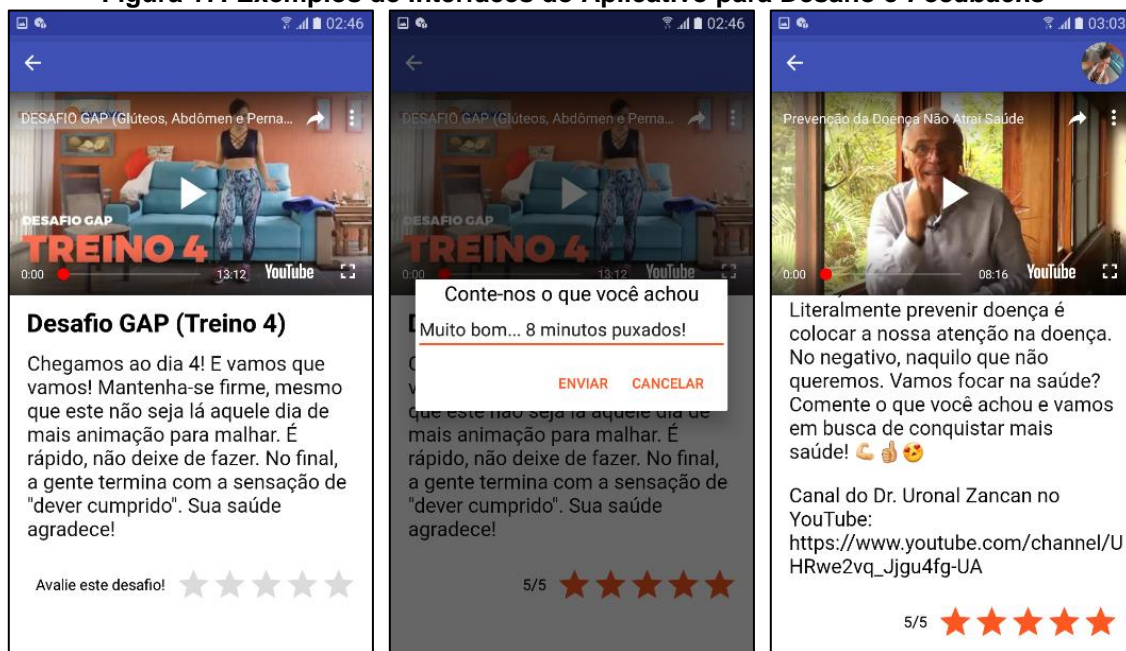 Figura 17: Exemplos de Interfaces do Aplicativo para Desafio e Feedbacks
02:46
DESAFIO GAP (Glúteos, Abdômen e Perna...
DESAFIO GAP
TREINO 4
0:00
13:12
YouTube
Desafio GAP (Treino 4)
Chegamos ao dia 4! E vamos que
vamos! Mantenha-se firme, mesmo
que este não seja lá aquele dia de
mais animação para malhar. É
rápido, não deixe de fazer. No final,
a gente termina com a sensação de
"dever cumprido". Sua saúde
agradece!
Avalie este desafio!
02:46
DESAFIO GAP (Glúteos, Abdômen e Perna...
DESAFIO GAP
TREINO 4
0:00
13:12
YouTube
Conte-nos o que você achou
Muito bom... 8 minutos puxados!
ENVIAR CANCELAR
que este não seja lá aquele dia de
mais animação para malhar. É
rápido, não deixe de fazer. No final,
a gente termina com a sensação de
"dever cumprido". Sua saúde
agradece!
5/5
03:03
Prevenção da Doença Não Atrai Saúde
0:00
08:16
YouTube
Literalmente prevenir doença é
colocar a nossa atenção na doença.
No negativo, naquilo que não
queremos. Vamos focar na saúde?
Comente o que você achou e vamos
em busca de conquistar mais
saúde! 💪👍😍
Canal do Dr. Uronal Zancan no
YouTube:
https://www.youtube.com/channel/U
HRwe2vq_Jjgu4fg-UA
5/5